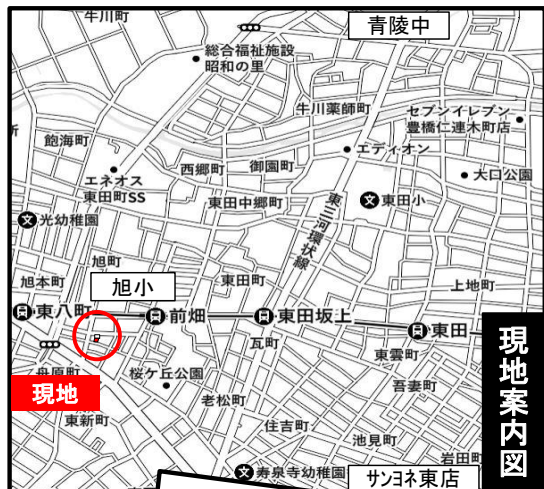 牛川町
青陵中
総合福祉施設
昭和の里
牛川薬師町
セブンイレブン
豊橋仁連木町店
飽海町
エディオン
西郷町
御園町
大口公園
エネオス
東田町SS
東田中郷町
文 東田小
文 光幼稚園
東三河環状線
旭町
旭本町
旭小
東田町
上地町
東八町
前畑
東田坂上
東田
瓦町
東雲町
舟原町
現地
桜ケ丘公園
吾妻町
老松町
東新町
住吉町
池見町
岩田町
文 寿泉寺幼稚園
サンヨネ東店
現地案内図